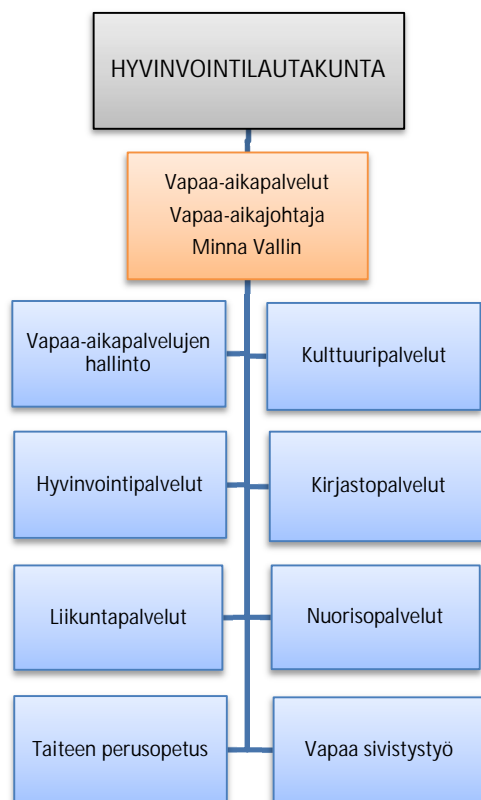 HYVINVOINTILAUTAKUNTA
Vapaa-aikapalvelut
Vapaa-aikajohtaja
Minna Vallin
Vapaa-aikapalvelujen
hallinto
Kulttuuripalvelut
Hyvinvointipalvelut
Kirjastopalvelut
Liikuntapalvelut
Nuorisopalvelut
Taiteen perusopetus
Vapaa sivistystyö